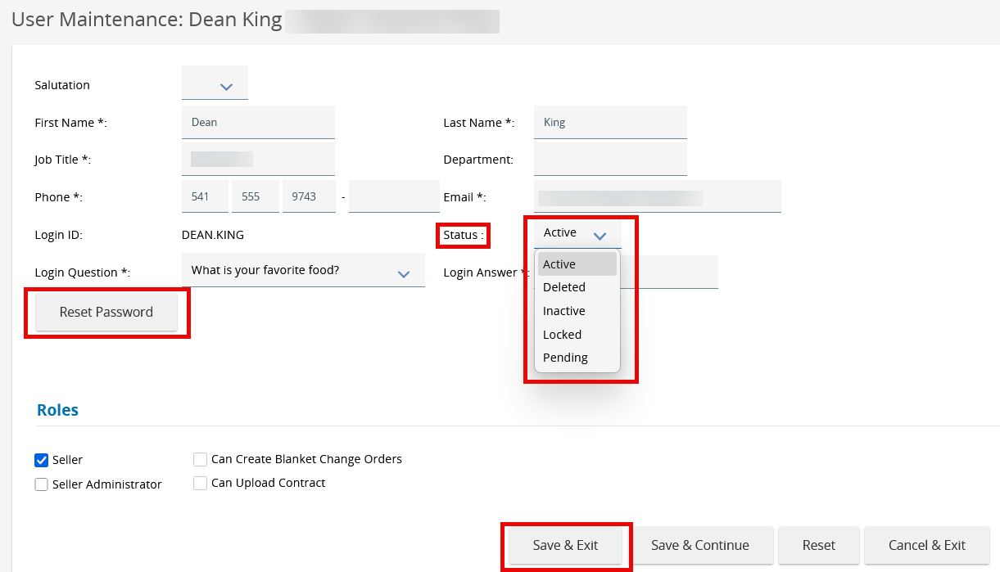 User Maintenance: Dean King
Salutation
First Name *: Dean Last Name *: King
Job Title *: Department:
Phone *: 541 555 9743 - Email *:
Login ID: DEAN.KING Status : Active
Login Question *: What is your favorite food? Login Answer *:
Active
Deleted
Inactive
Locked
Pending
Reset Password
Roles
Seller Can Create Blanket Change Orders
Seller Administrator Can Upload Contract
Save & Exit Save & Continue Reset Cancel & Exit